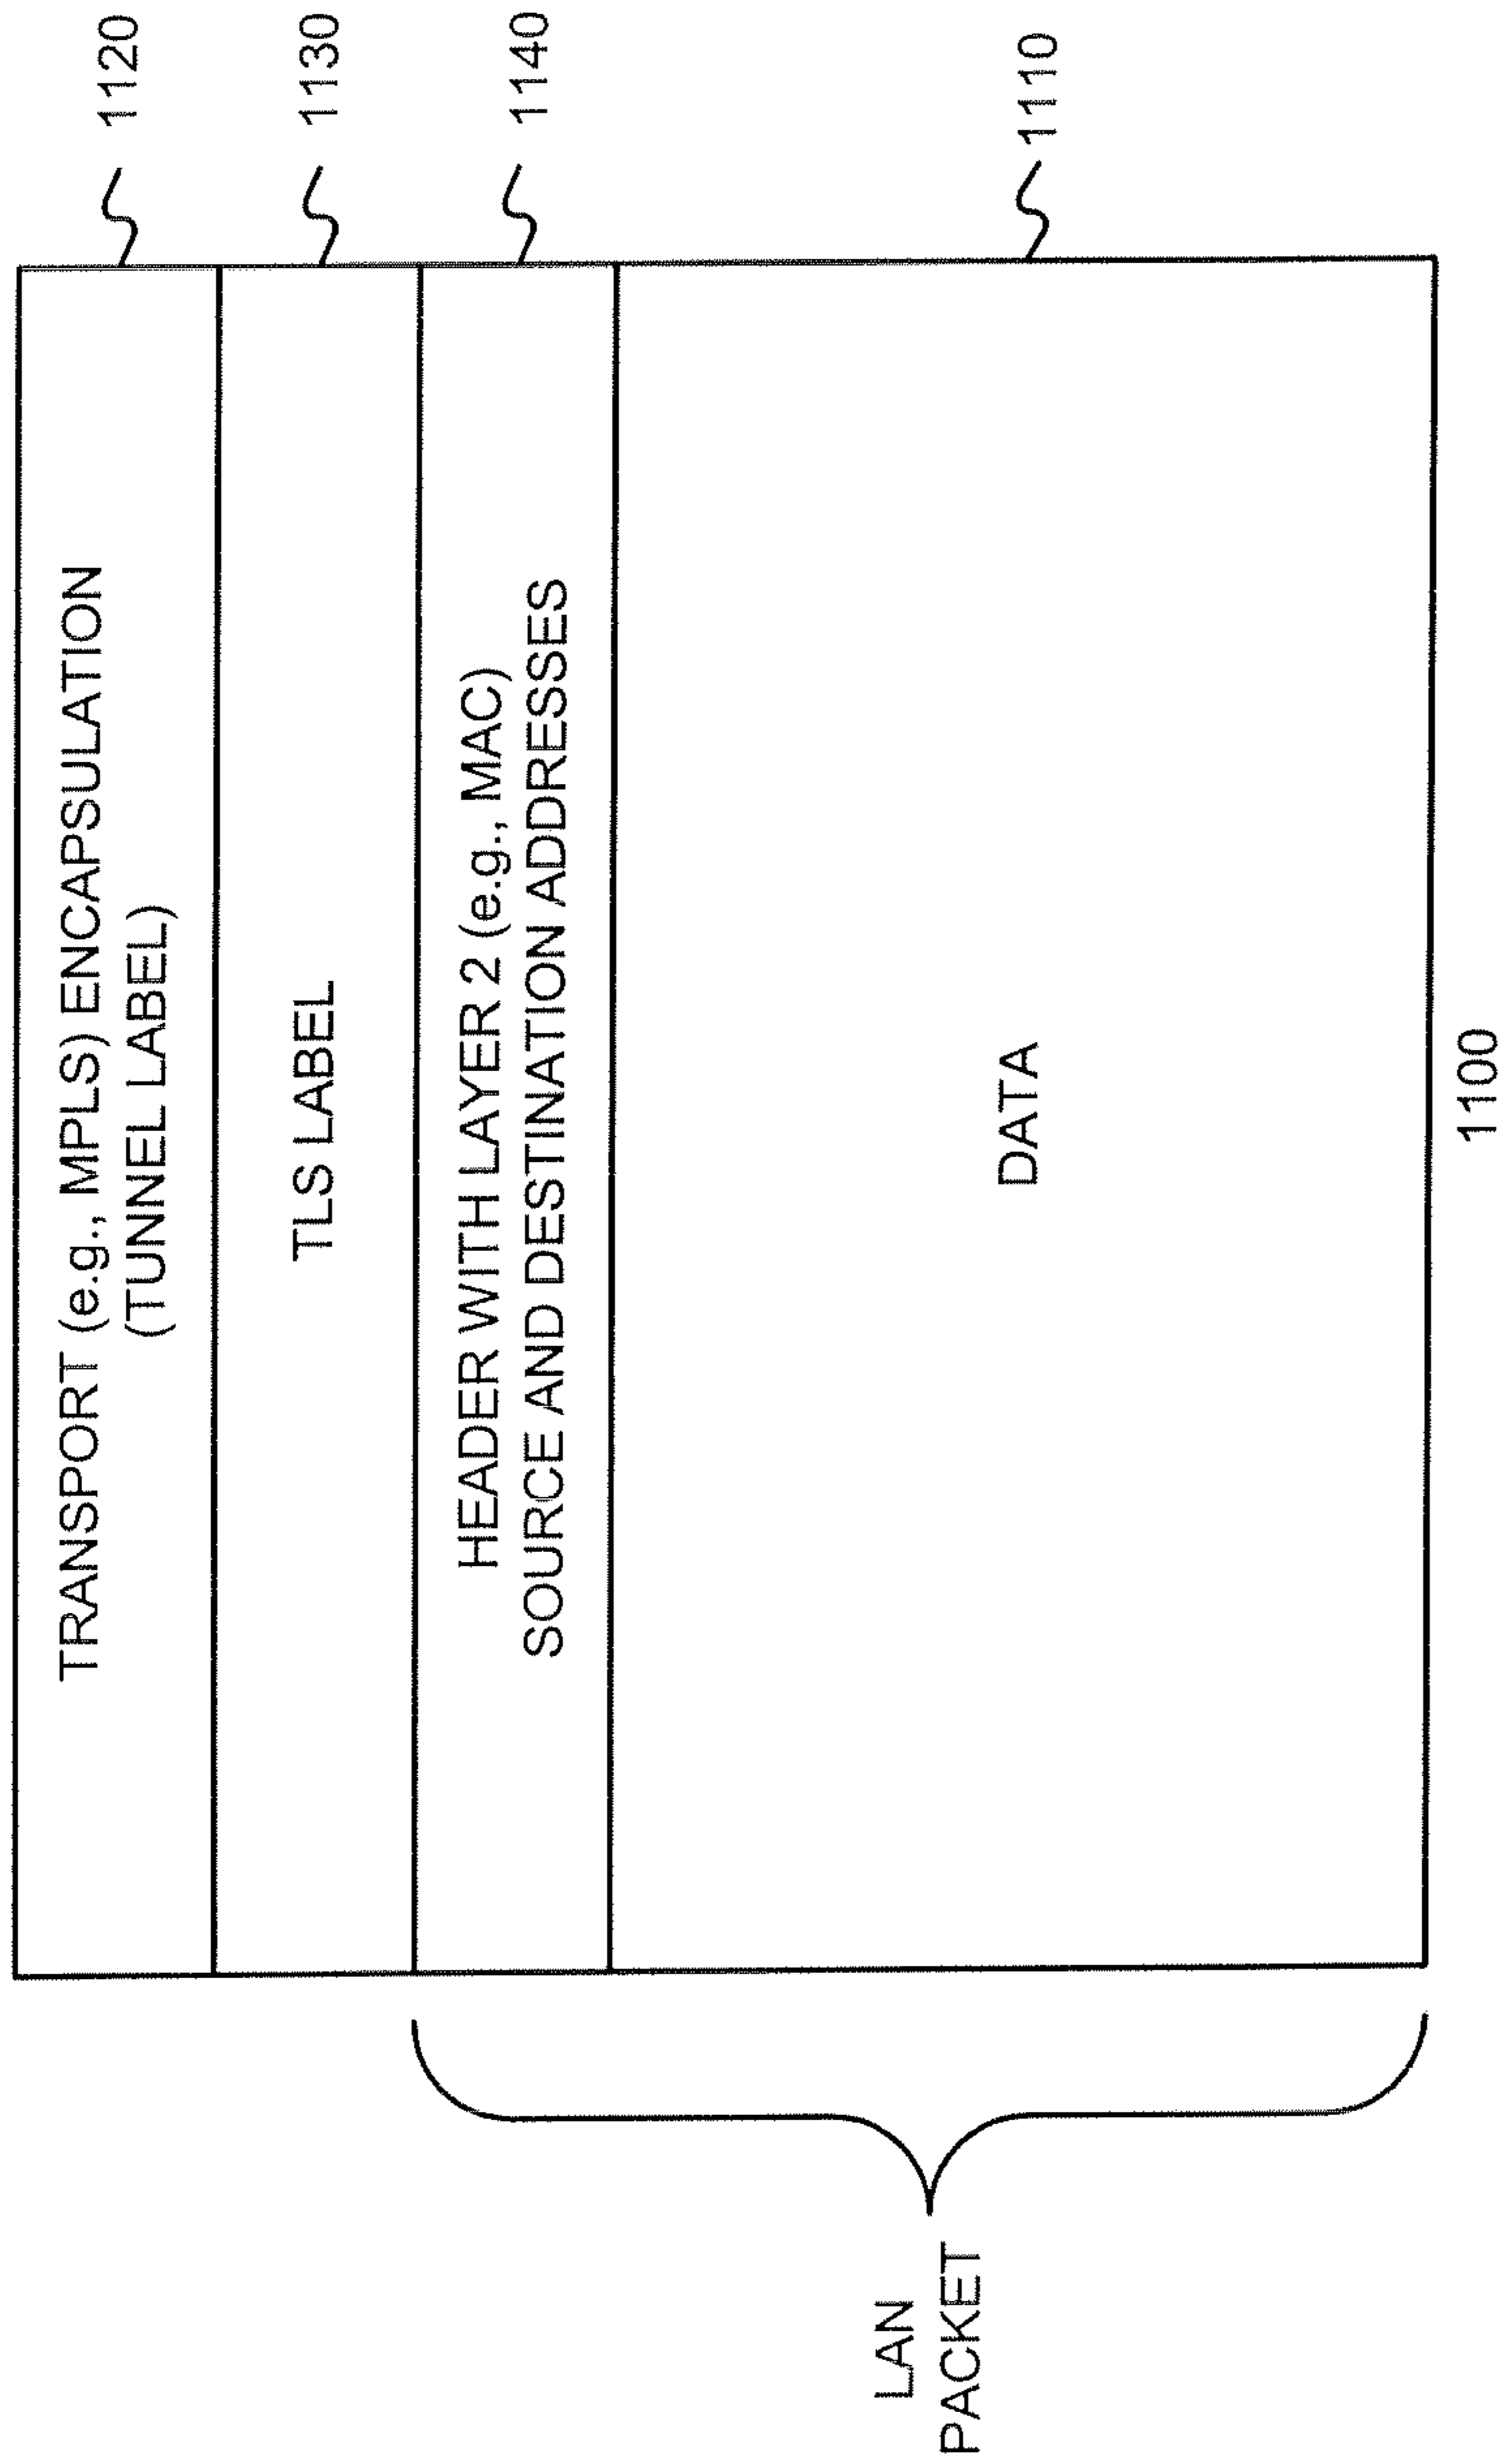 TRANSPORT (e.g., MPLS) ENCAPSULATION
(TUNNEL LABEL)
1120
TLS LABEL
1130
HEADER WITH LAYER 2 (e.g., MAC)
SOURCE AND DESTINATION ADDRESSES
1140
LAN
PACKET
DATA
1110
1100